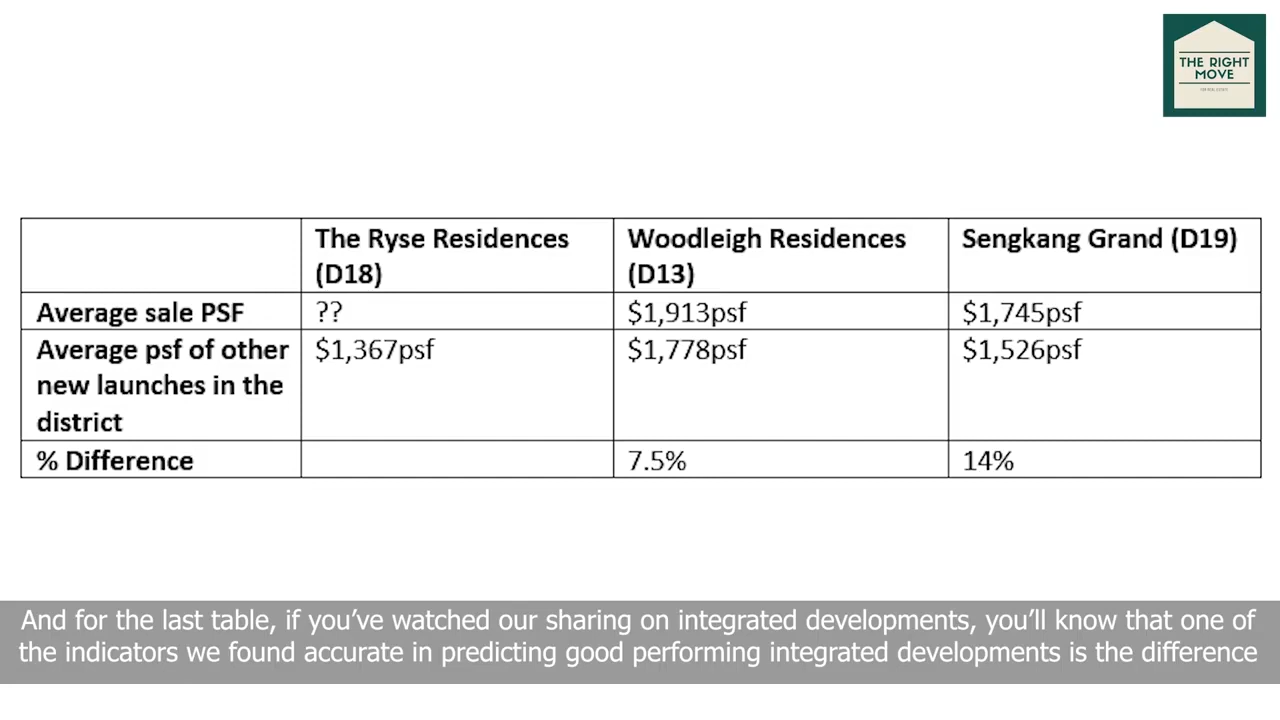 THE RIGHT
MOVE
FOR REAL ESTATE
The Ryse Residences Woodleigh Residences Sengkang Grand (D19)
(D18) (D13)
Average sale PSF ?? $1,913psf $1,745psf
Average psf of other $1,367psf $1,778psf $1,526psf
new launches in the
district
% Difference 7.5% 14%
And for the last table, if you’ve watched our sharing on integrated developments, you’ll know that one of
the indicators we found accurate in predicting good performing integrated developments is the difference